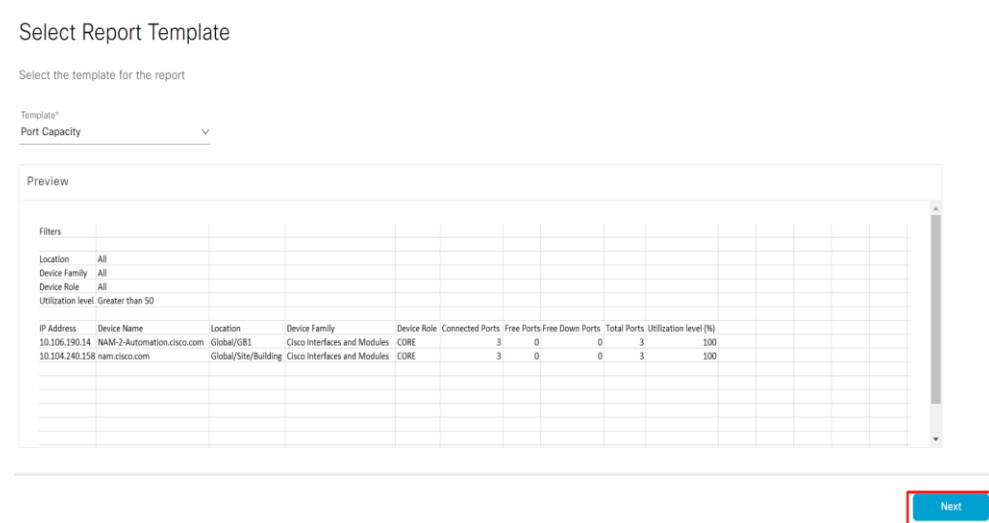 Select Report Template
Select the template for the report
Template*
Port Capacity
Preview
Filters
Location All
Device Family All
Device Role All
Utilization level Greater than 50
IP Address Device Name Location Device Family Device Role Connected Ports Free Ports Free Down Ports Total Ports Utilization level (%)
10.106.190.14 NAM-2-Automation.cisco.com Global/GB1 Cisco Interfaces and Modules CORE 3 0 0 3 100
10.104.240.158 nam.cisco.com Global/Site/Building Cisco Interfaces and Modules CORE 3 0 0 3 100
Next